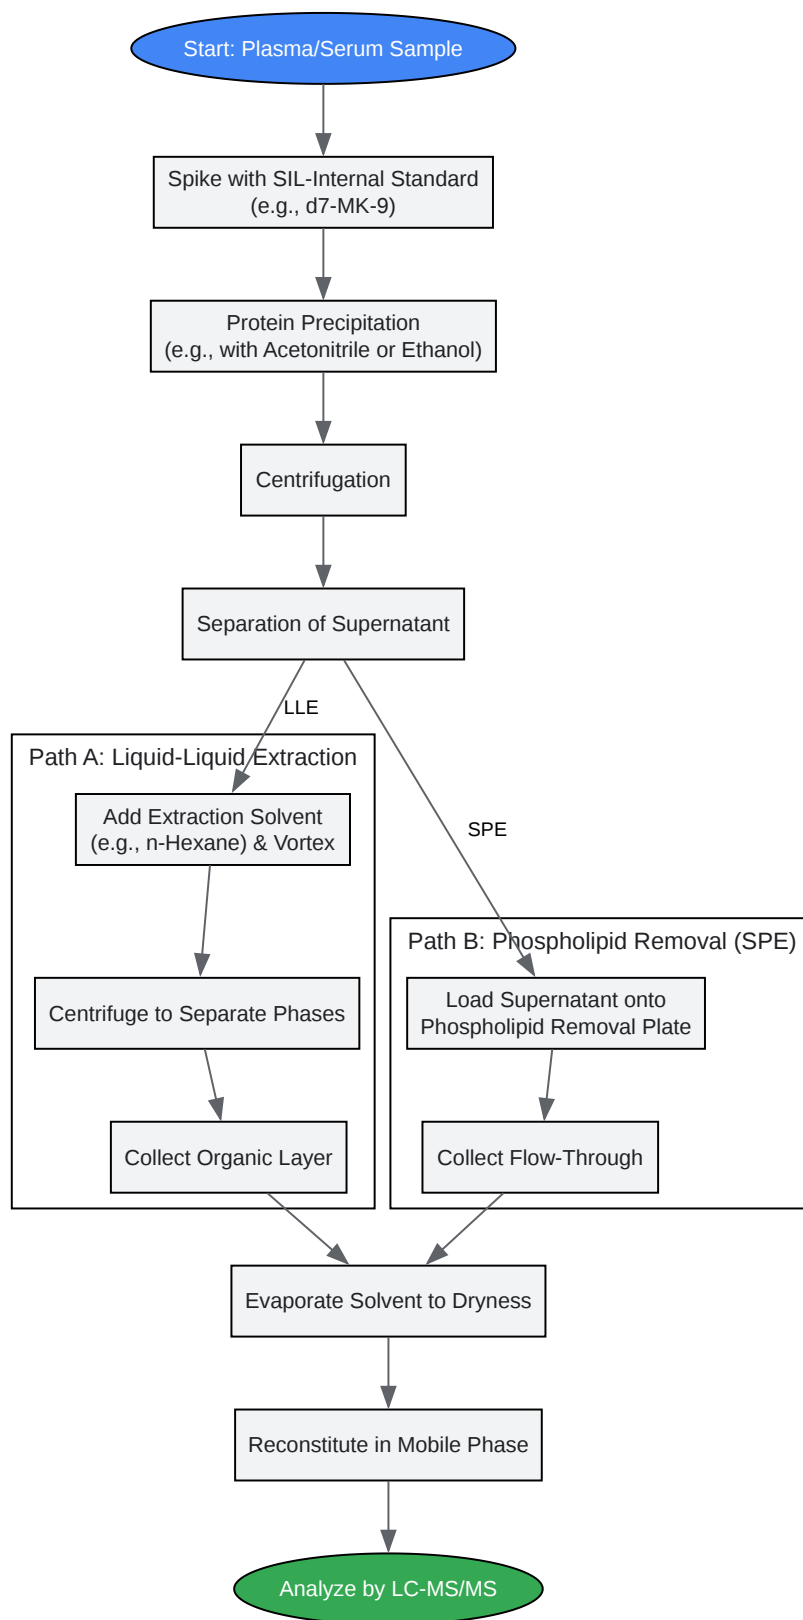 Start: Plasma/Serum Sample
Spike with SIL-Internal Standard
(e.g., d7-MK-9)
Protein Precipitation
(e.g., with Acetonitrile or Ethanol)
Centrifugation
Separation of Supernatant
LLE
SPE
Path A: Liquid-Liquid Extraction
Add Extraction Solvent
(e.g., n-Hexane) & Vortex
Centrifuge to Separate Phases
Collect Organic Layer
Path B: Phospholipid Removal (SPE)
Load Supernatant onto
Phospholipid Removal Plate
Collect Flow-Through
Evaporate Solvent to Dryness
Reconstitute in Mobile Phase
Analyze by LC-MS/MS